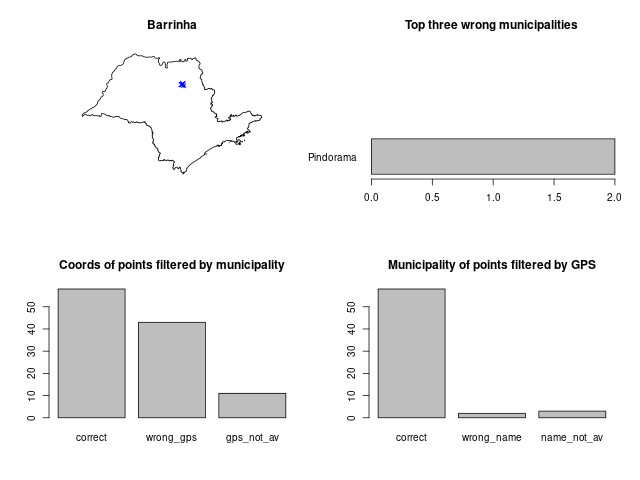 Barrinha
Top three wrong municipalities
Pindorama
0.0 0.5 1.0 1.5 2.0
Coords of points filtered by municipality
50
40
30
20
10
0
correct wrong_gps gps_not_av
Municipality of points filtered by GPS
50
40
30
20
10
0
correct wrong_name name_not_av